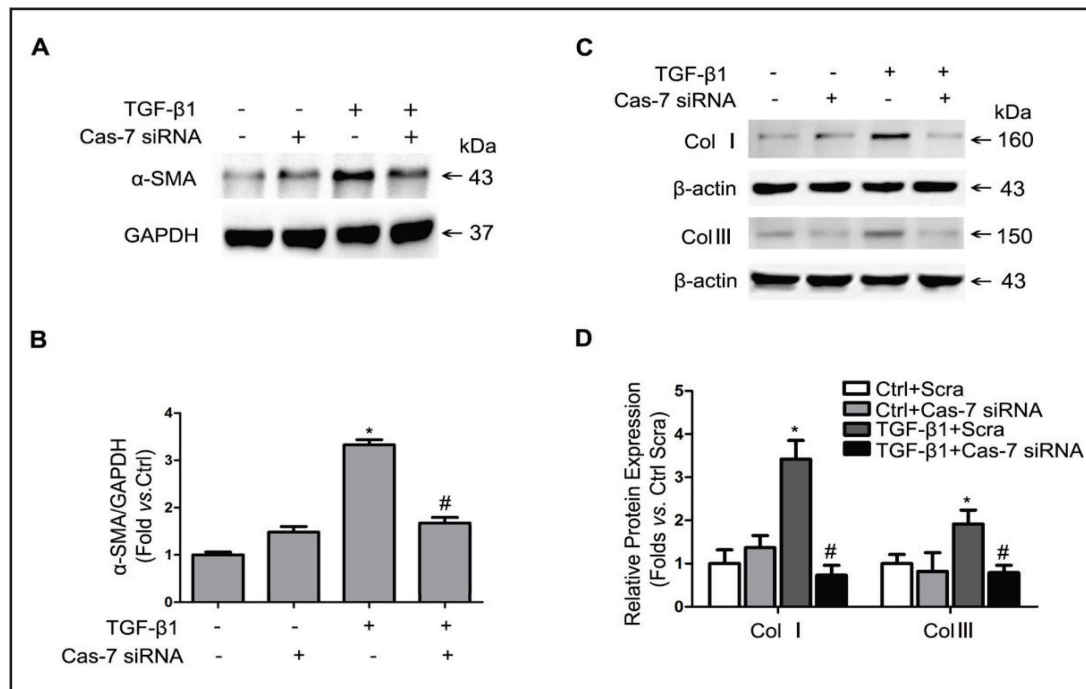 A
TGF-β1 - - + +
Cas-7 siRNA - + - +
kDa
α-SMA ← 43
GAPDH ← 37
B
α-SMA/GAPDH
(Fold vs.Ctrl)
4
3
2
1
0
* #
TGF-β1 - - + +
Cas-7 siRNA - + - +
C
TGF-β1 - - + +
Cas-7 siRNA - + - +
kDa
Col I ← 160
β-actin ← 43
Col III ← 150
β-actin ← 43
D
Relative Protein Expression
(Folds vs. Ctrl Scra)
5
4
3
2
1
0
Ctrl+Scra
Ctrl+Cas-7 siRNA
TGF-β1+Scra
TGF-β1+Cas-7 siRNA
* # * #
Col I Col III